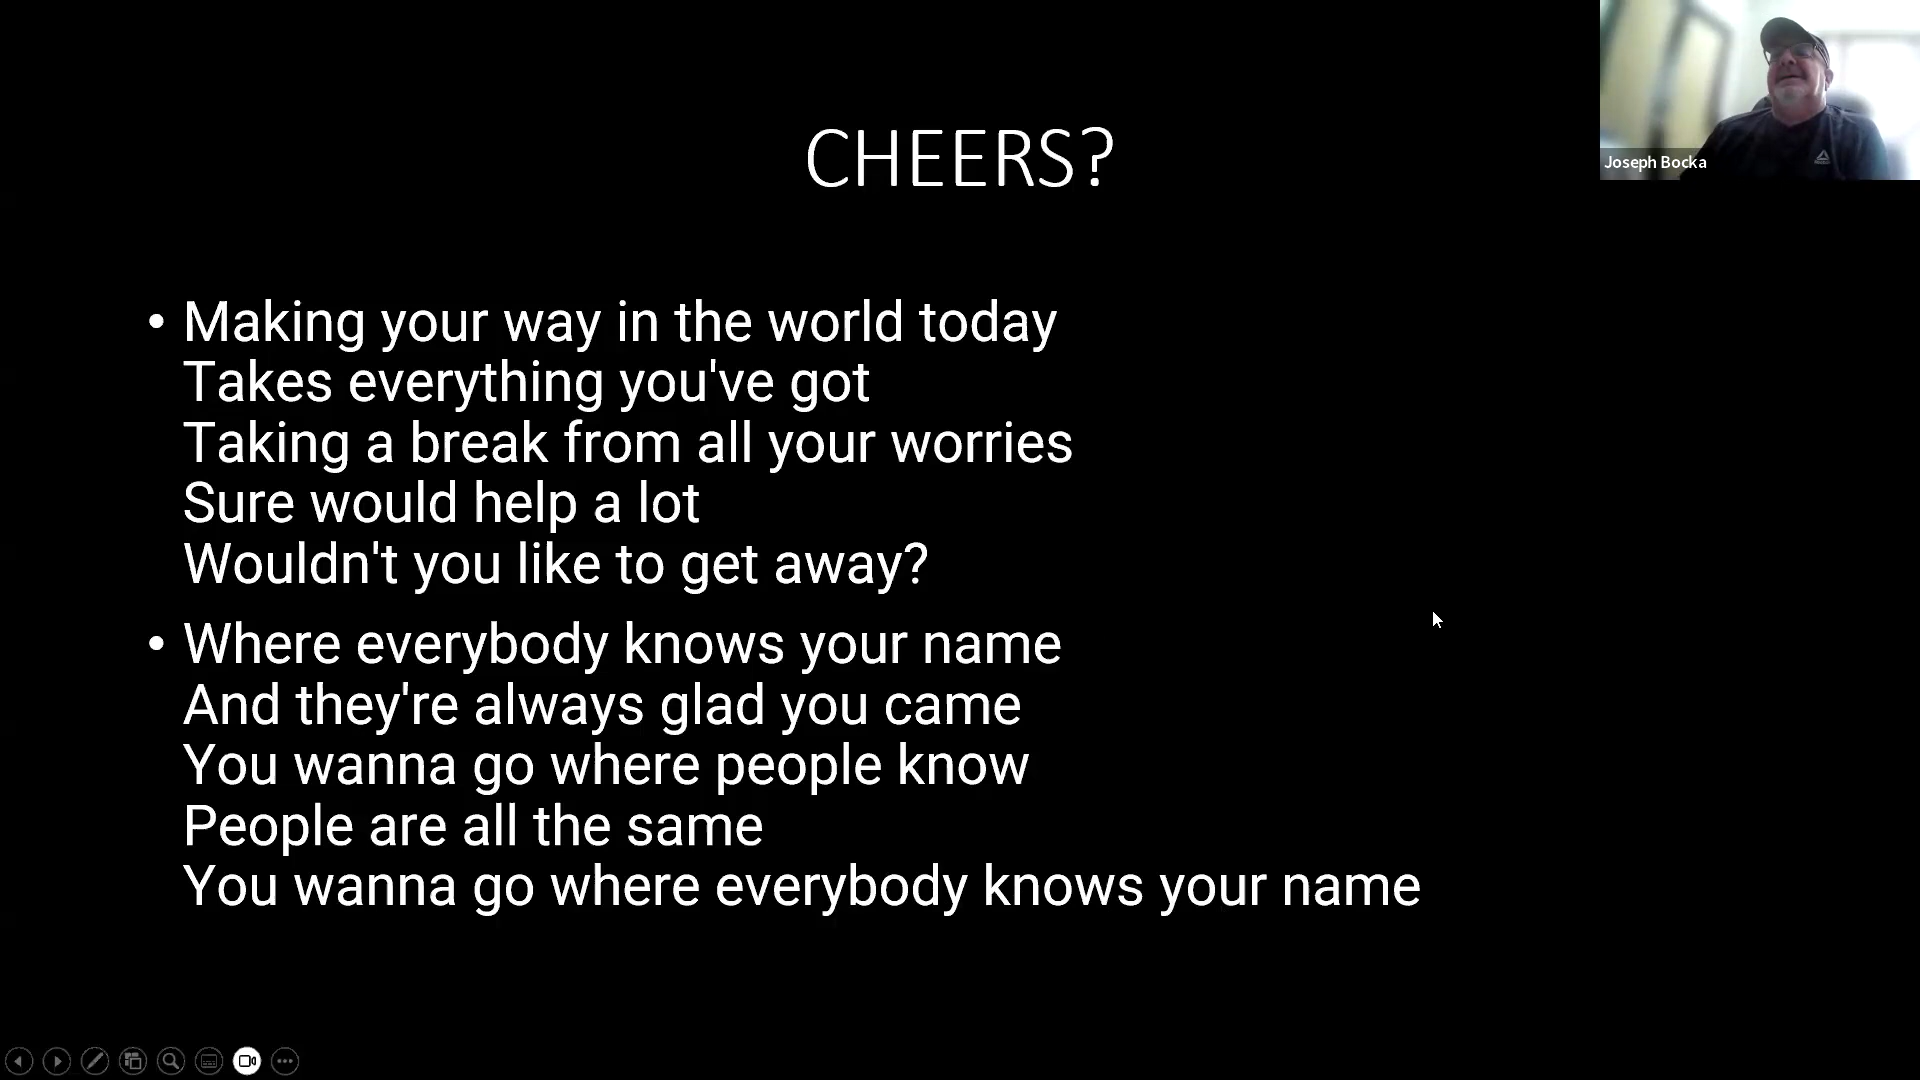 CHEERS?
Joseph Bocka
• Making your way in the world today
Takes everything you've got
Taking a break from all your worries
Sure would help a lot
Wouldn't you like to get away?
• Where everybody knows your name
And they're always glad you came
You wanna go where people know
People are all the same
You wanna go where everybody knows your name